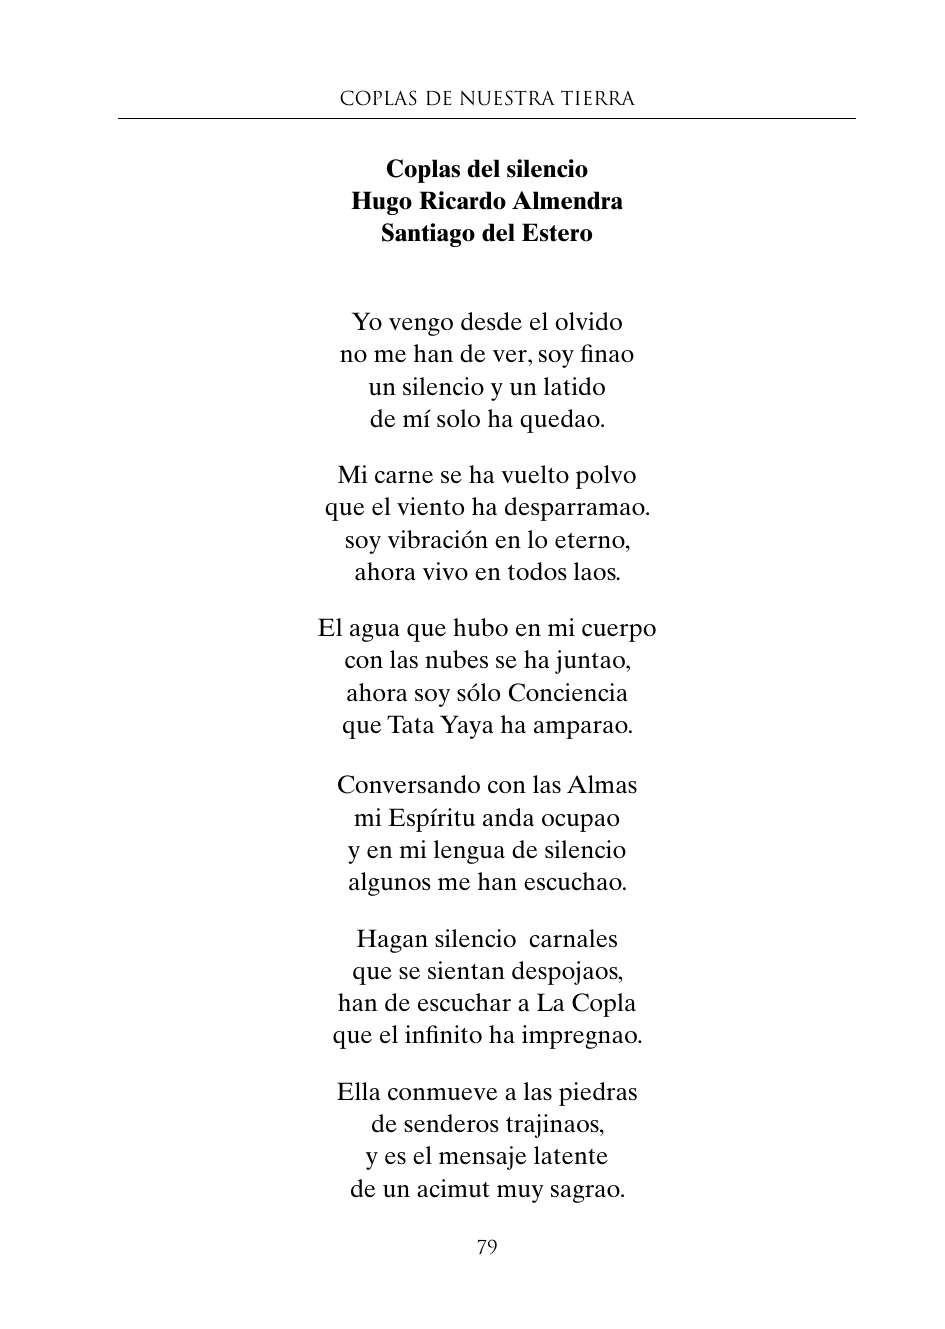 COPLAS DE NUESTRA TIERRA
Coplas del silencio
Hugo Ricardo Almendra
Santiago del Estero
Yo vengo desde el olvido
no me han de ver, soy finao
un silencio y un latido
de mí solo ha quedao.
Mi carne se ha vuelto polvo
que el viento ha desparramao.
soy vibración en lo eterno,
ahora vivo en todos laos.
El agua que hubo en mi cuerpo
con las nubes se ha juntao,
ahora soy sólo Conciencia
que Tata Yaya ha amparao.
Conversando con las Almas
mi Espíritu anda ocupao
y en mi lengua de silencio
algunos me han escuchao.
Hagan silencio  carnales
que se sientan despojaos,
han de escuchar a La Copla
que el infinito ha impregnao.
Ella conmueve a las piedras
de senderos trajinaos,
y es el mensaje latente
de un acimut muy sagrao.
79